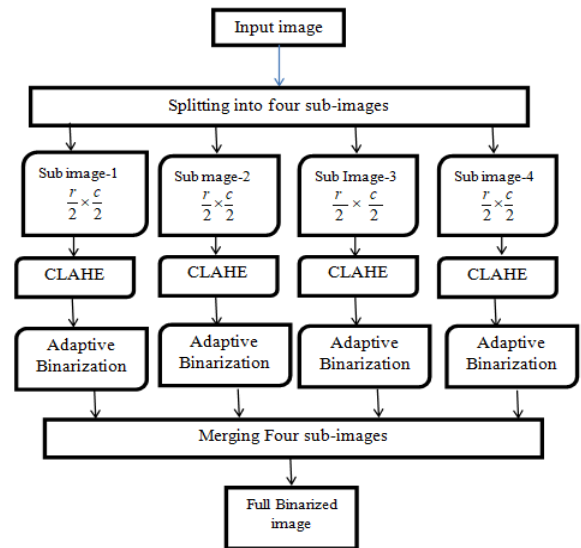 Input image
Splitting into four sub-images
Sub image-1
r/2 × c/2
Sub mage-2
r/2 × c/2
Sub Image-3
r/2 × c/2
Sub image-4
r/2 × c/2
CLAHE
CLAHE
CLAHE
CLAHE
Adaptive
Binarization
Adaptive
Binarization
Adaptive
Binarization
Adaptive
Binarization
Merging Four sub-images
Full Binarized
image